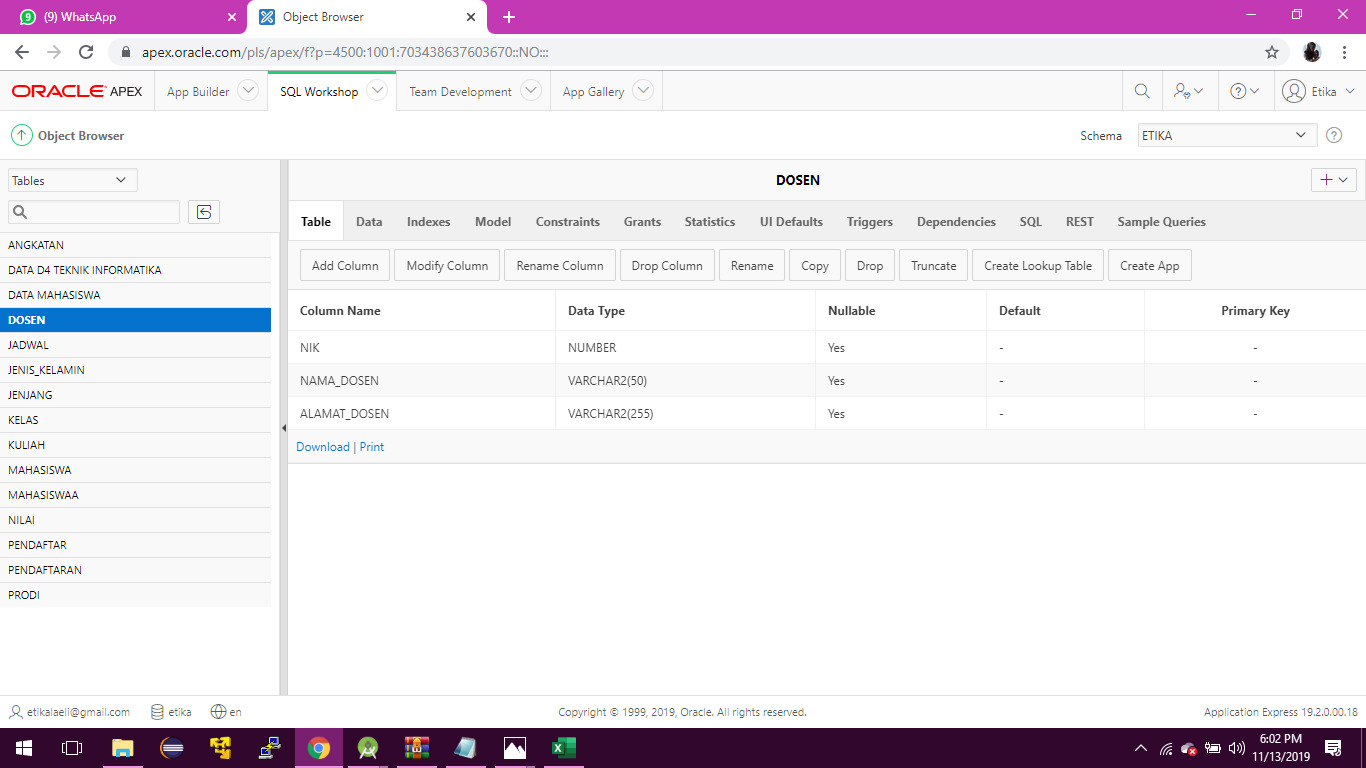 (9) WhatsApp
Object Browser
apex.oracle.com/pls/apex/f?p=4500:1001:703438637603670::NO:::
ORACLE APEX App Builder SQL Workshop Team Development App Gallery Etika
Object Browser Schema ETIKA
Tables
DOSEN
Table Data Indexes Model Constraints Grants Statistics UI Defaults Triggers Dependencies SQL REST Sample Queries
Add Column Modify Column Rename Column Drop Column Rename Copy Drop Truncate Create Lookup Table Create App
ANGKATAN
DATA D4 TEKNIK INFORMATIKA
DATA MAHASISWA
DOSEN
JADWAL
JENIS_KELAMIN
JENJANG
KELAS
KULIAH
MAHASISWA
MAHASISWAA
NILAI
PENDAFTAR
PENDAFTARAN
PRODI
Column Name Data Type Nullable Default Primary Key
NIK NUMBER Yes - -
NAMA_DOSEN VARCHAR2(50) Yes - -
ALAMAT_DOSEN VARCHAR2(255) Yes - -
Download | Print
etikalaeli@gmail.com etika en Copyright © 1999, 2019, Oracle. All rights reserved. Application Express 19.2.0.00.18
6:02 PM
11/13/2019